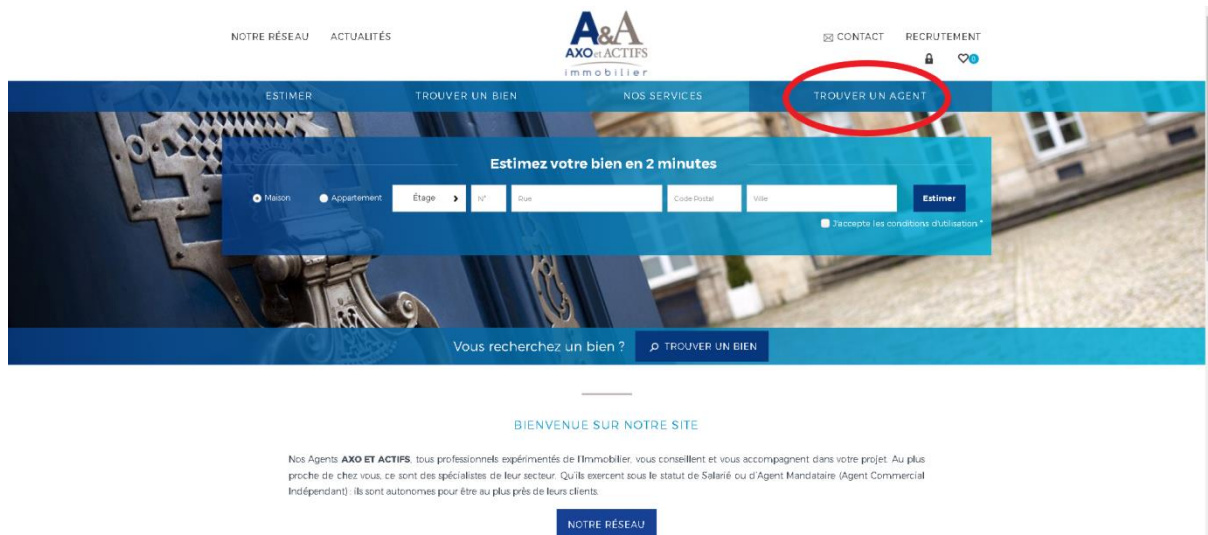 NOTRE RÉSEAU ACTUALITÉS
A&A
AXO et ACTIFS
immobilier
CONTACT RECRUTEMENT
0
ESTIMER TROUVER UN BIEN NOS SERVICES TROUVER UN AGENT
Estimez votre bien en 2 minutes
Maison Appartement Étage N° Rue Code Postal Ville Estimer
J'accepte les conditions d'utilisation *
Vous recherchez un bien ? TROUVER UN BIEN
BIENVENUE SUR NOTRE SITE
Nos Agents AXO ET ACTIFS, tous professionnels expérimentés de l'Immobilier, vous conseillent et vous accompagnent dans votre projet. Au plus
proche de chez vous, ce sont des spécialistes de leur secteur. Qu'ils exercent sous le statut de Salarié ou d'Agent Mandataire (Agent Commercial
Indépendant) : ils sont autonomes pour être au plus près de leurs clients.
NOTRE RÉSEAU